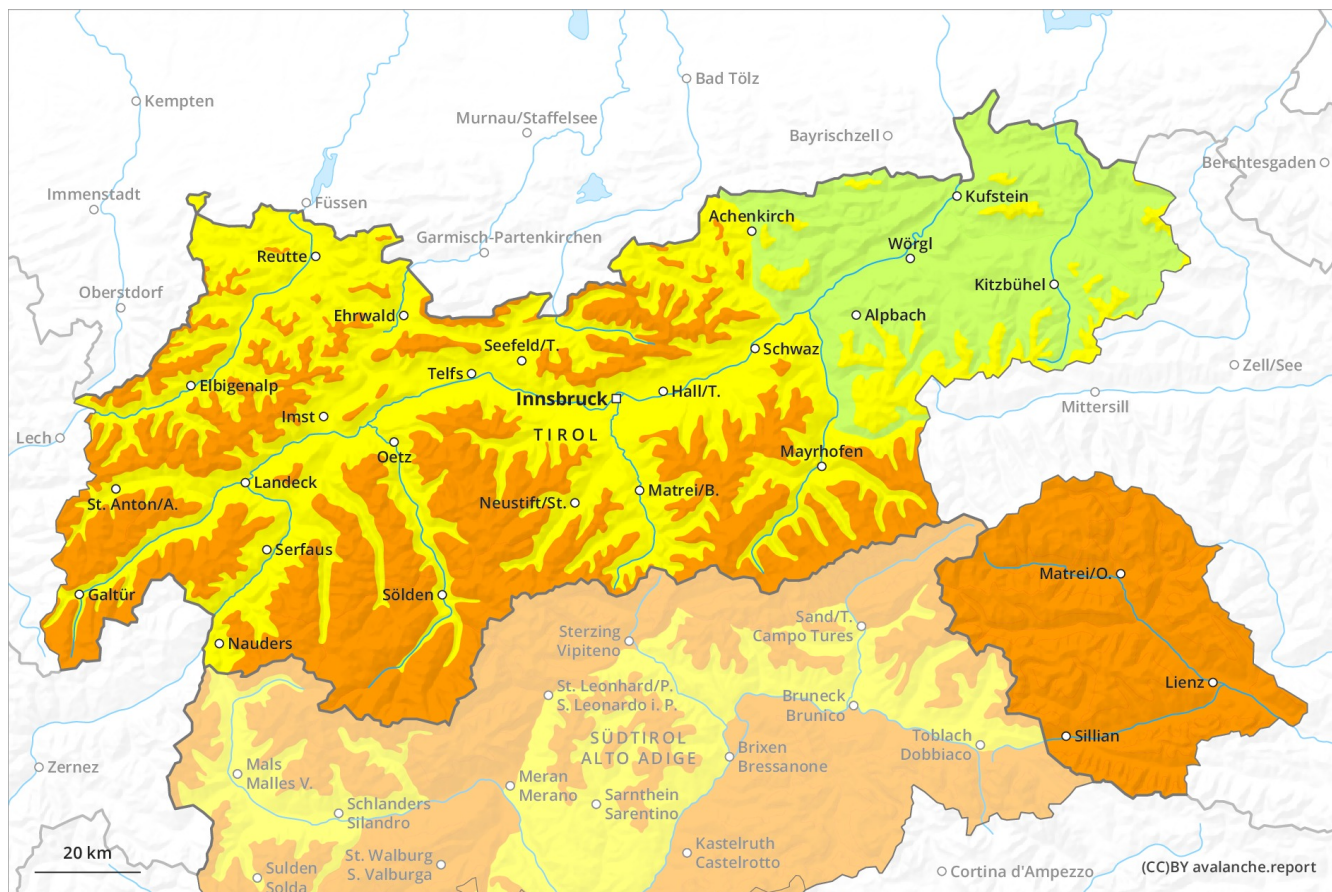 Bad Tölz
Kempten
Murnau/Staffelsee
Bayrischzell
Berchtesgaden
Immenstadt
Füssen
Kufstein
Achenkirch
Garmisch-Partenkirchen
Wörgl
Reutte
Oberstdorf
Kitzbühel
Ehrwald
Alpbach
Seefeld/T.
Schwaz
Zell/See
Telfs
Elbigenalp
Hall/T.
Innsbruck
Mittersill
Imst
TIROL
Lech
Oetz
Mayrhofen
Landeck
Matrei/B.
St. Anton/A.
Neustift/St.
Serfaus
Matrei/O.
Galtür
Sölden
Sand/T.
Campo Tures
Sterzing
Vipiteno
Nauders
Lienz
St. Leonhard/P.
S. Leonardo i. P.
Bruneck
Brunico
Sillian
SÜDTIROL
ALTO ADIGE
Toblach
Dobbiaco
Brixen
Bressanone
Zernez
Mals
Malles V.
Meran
Merano
Sarnthein
Sarentino
Schlanders
Silandro
Kastelruth
Castelrotto
20 km
St. Walburg
S. Valburga
Sulden
Solda
Cortina d'Ampezzo
(CC)BY avalanche.report